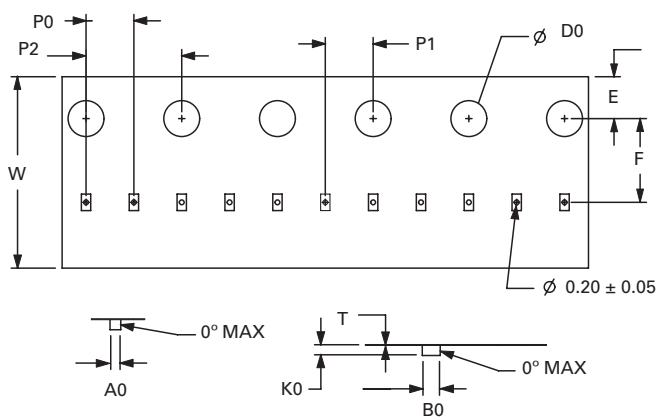 P0
P2
P1
ϕ D0
E
F
W
ϕ 0.20 ± 0.05
T
0° MAX
A0
K0
0° MAX
B0